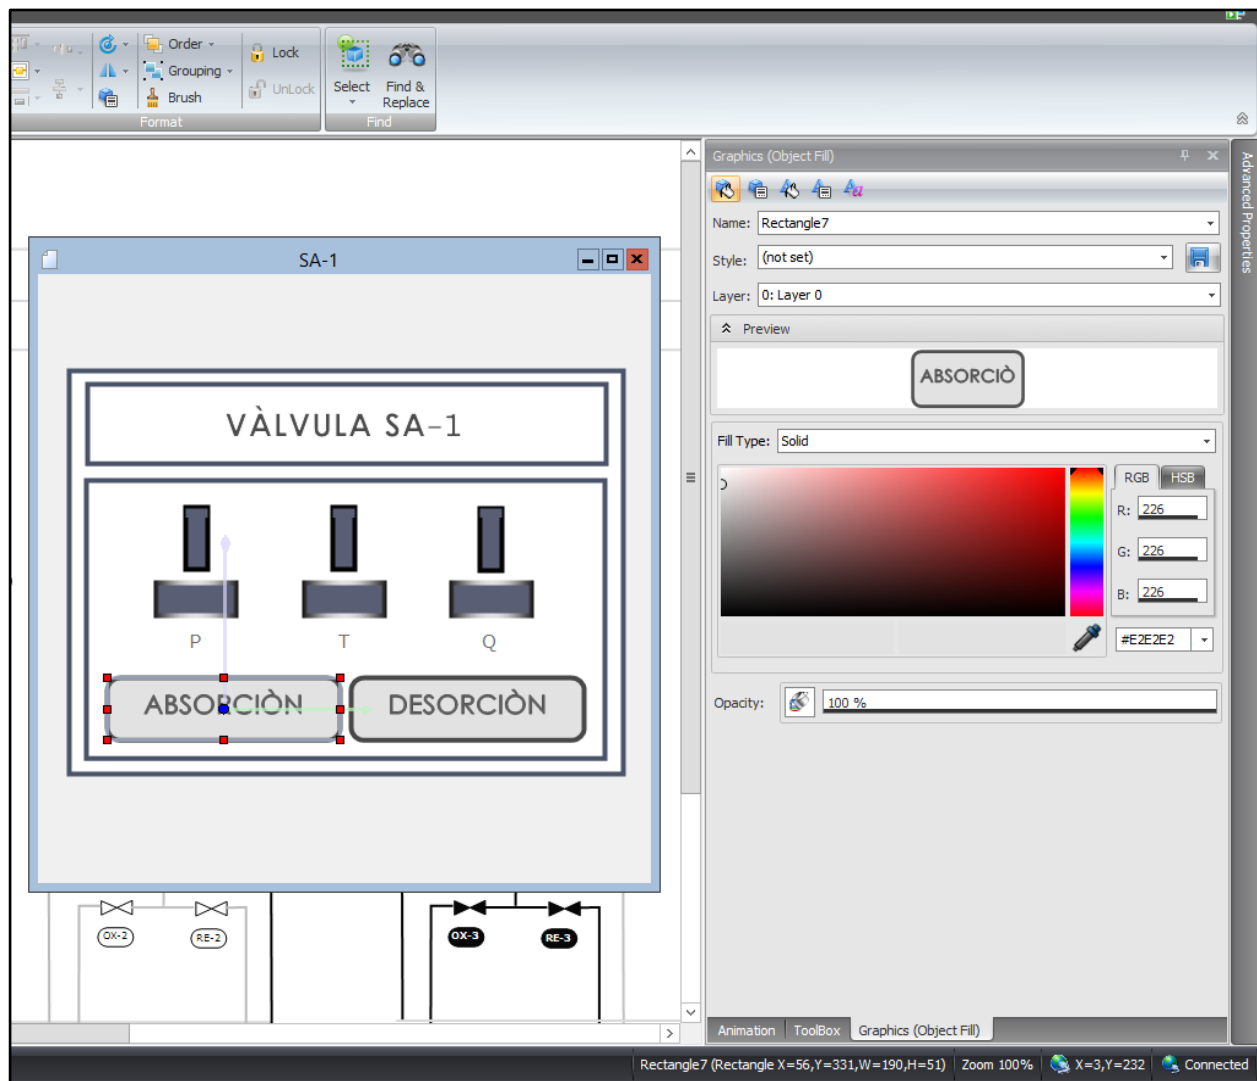 Order
Grouping
Brush
Lock
UnLock
Select
Find &
Replace
Format
Find
Graphics (Object Fill)
Advanced Properties
Name: Rectangle7
Style: (not set)
Layer: 0: Layer 0
Preview
ABSORCIÒ
Fill Type: Solid
RGB HSB
R: 226
G: 226
B: 226
#E2E2E2
Opacity: 100 %
SA-1
VÀLVULA SA-1
P T Q
ABSORCIÒN DESORCIÒN
OX-2 RE-2 OX-3 RE-3
Animation ToolBox Graphics (Object Fill)
Rectangle7 (Rectangle X=56,Y=331,W=190,H=51) Zoom 100% X=3,Y=232 Connected